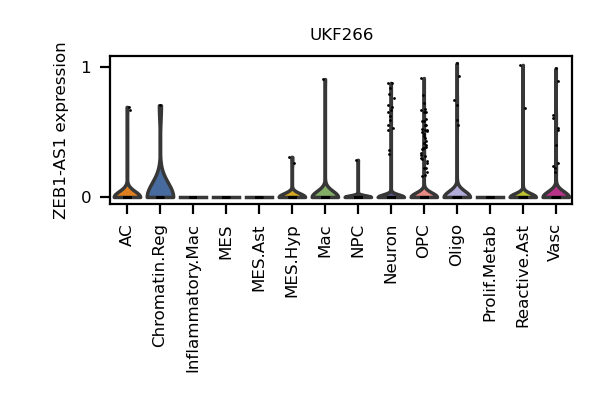 UKF266
ZEB1-AS1 expression
1
0
AC
Chromatin.Reg
Inflammatory.Mac
MES
MES.Ast
MES.Hyp
Mac
NPC
Neuron
OPC
Oligo
Prolif.Metab
Reactive.Ast
Vasc